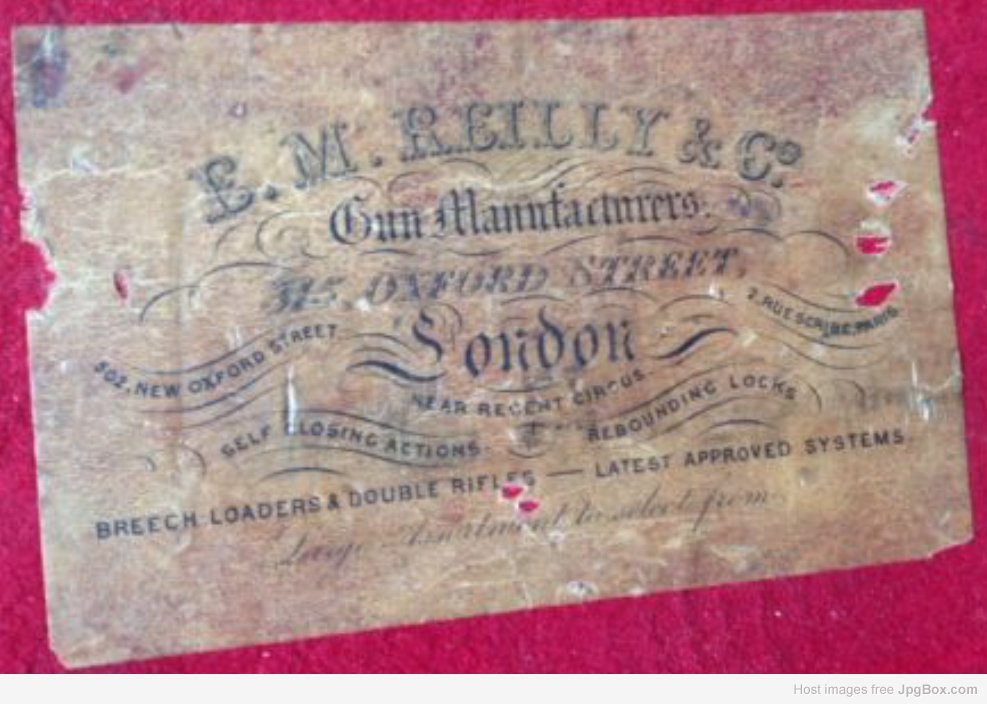 E. M. REILLY & Co.
Gun Manufacturers.
315, OXFORD STREET,
502, NEW OXFORD STREET
London
2, RUE SCRIBE, PARIS
NEAR REGENT CIRCUS
SELF CLOSING ACTIONS.
REBOUNDING LOCKS
BREECH LOADERS & DOUBLE RIFLES — LATEST APPROVED SYSTEMS
Large Assortment to select from
Host images free JpgBox.com